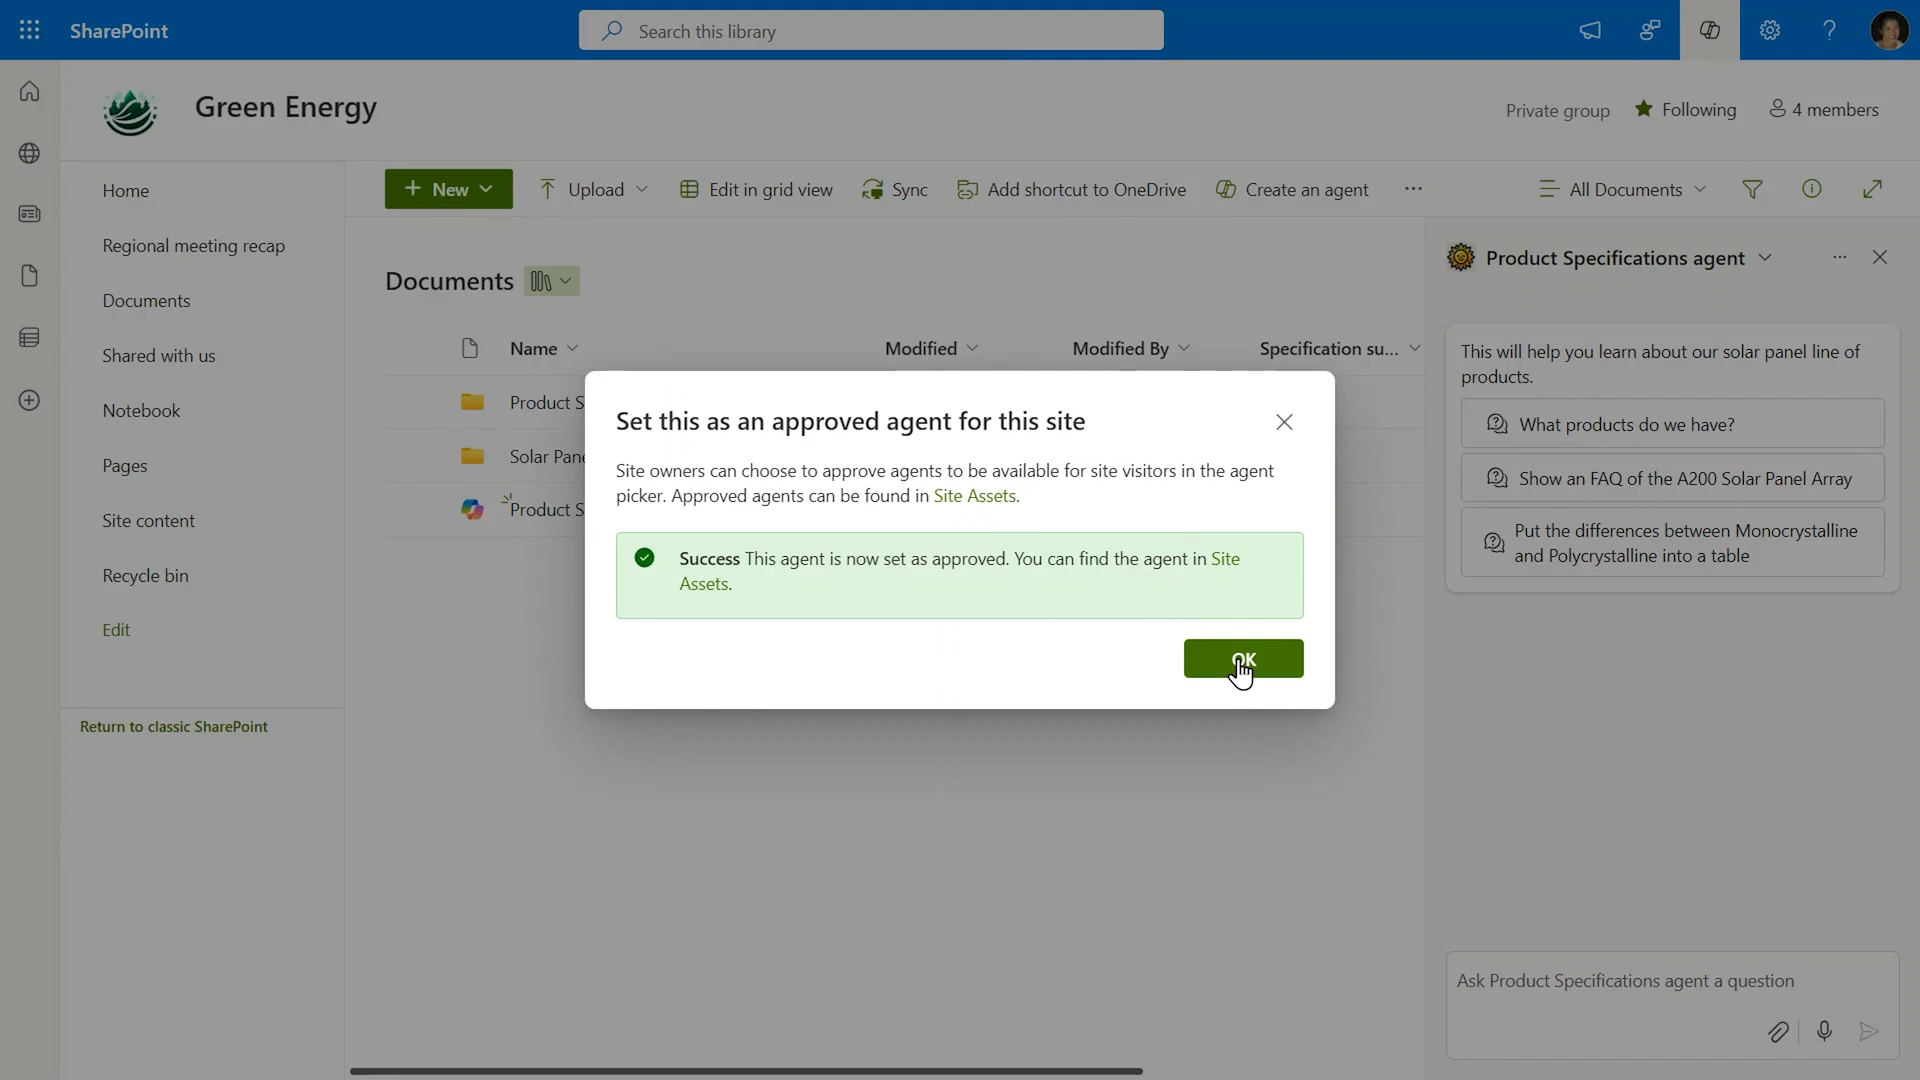 SharePoint
Search this library
Green Energy
Private group
Following
4 members
Home
Regional meeting recap
Documents
Shared with us
Notebook
Pages
Site content
Recycle bin
Edit
Return to classic SharePoint
New
Upload
Edit in grid view
Sync
Add shortcut to OneDrive
Create an agent
All Documents
Documents
Name
Modified
Modified By
Specification su...
Product S
Solar Pane
Product S
Set this as an approved agent for this site
Site owners can choose to approve agents to be available for site visitors in the agent
picker. Approved agents can be found in Site Assets.
Success This agent is now set as approved. You can find the agent in Site
Assets.
OK
Product Specifications agent
This will help you learn about our solar panel line of
products.
What products do we have?
Show an FAQ of the A200 Solar Panel Array
Put the differences between Monocrystalline
and Polycrystalline into a table
Ask Product Specifications agent a question